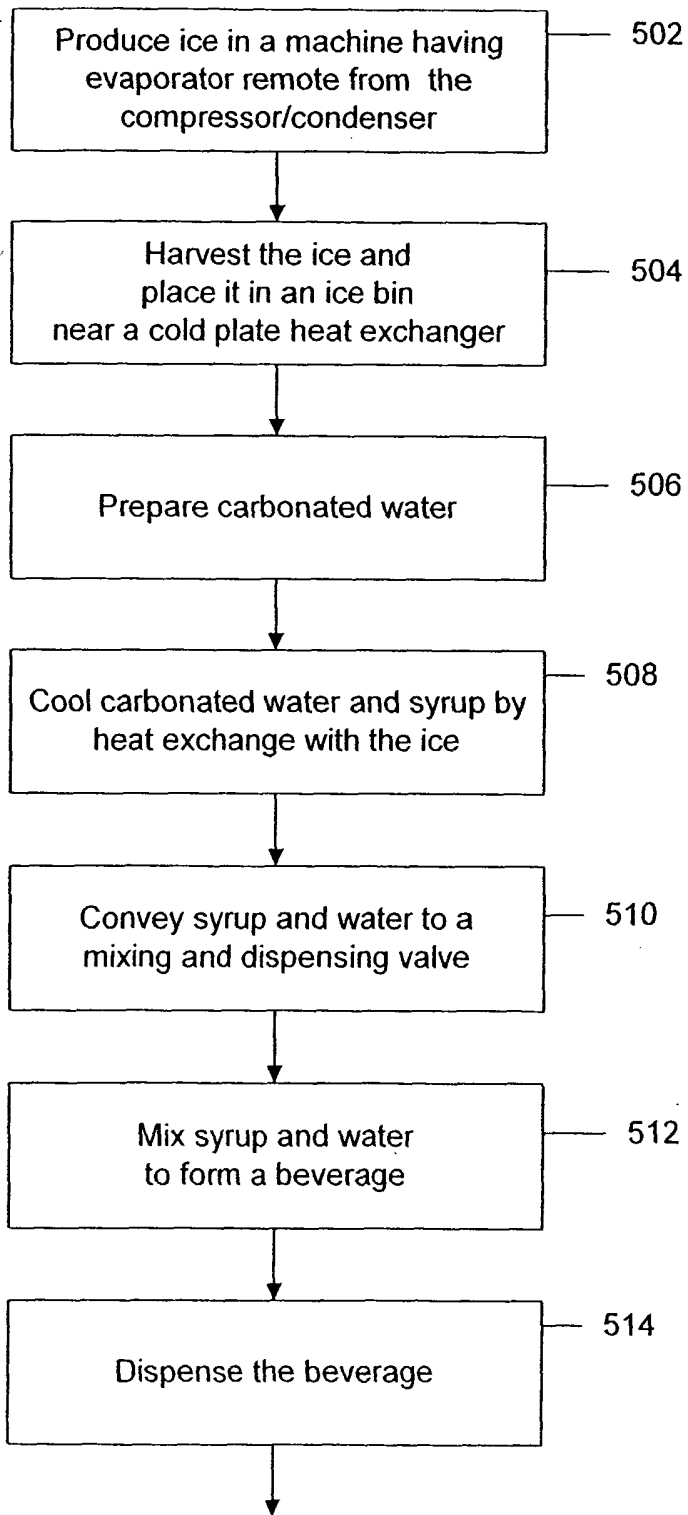 Produce ice in a machine having
evaporator remote from the
compressor/condenser
502
Harvest the ice and
place it in an ice bin
near a cold plate heat exchanger
504
Prepare carbonated water
506
Cool carbonated water and syrup by
heat exchange with the ice
508
Convey syrup and water to a
mixing and dispensing valve
510
Mix syrup and water
to form a beverage
512
Dispense the beverage
514